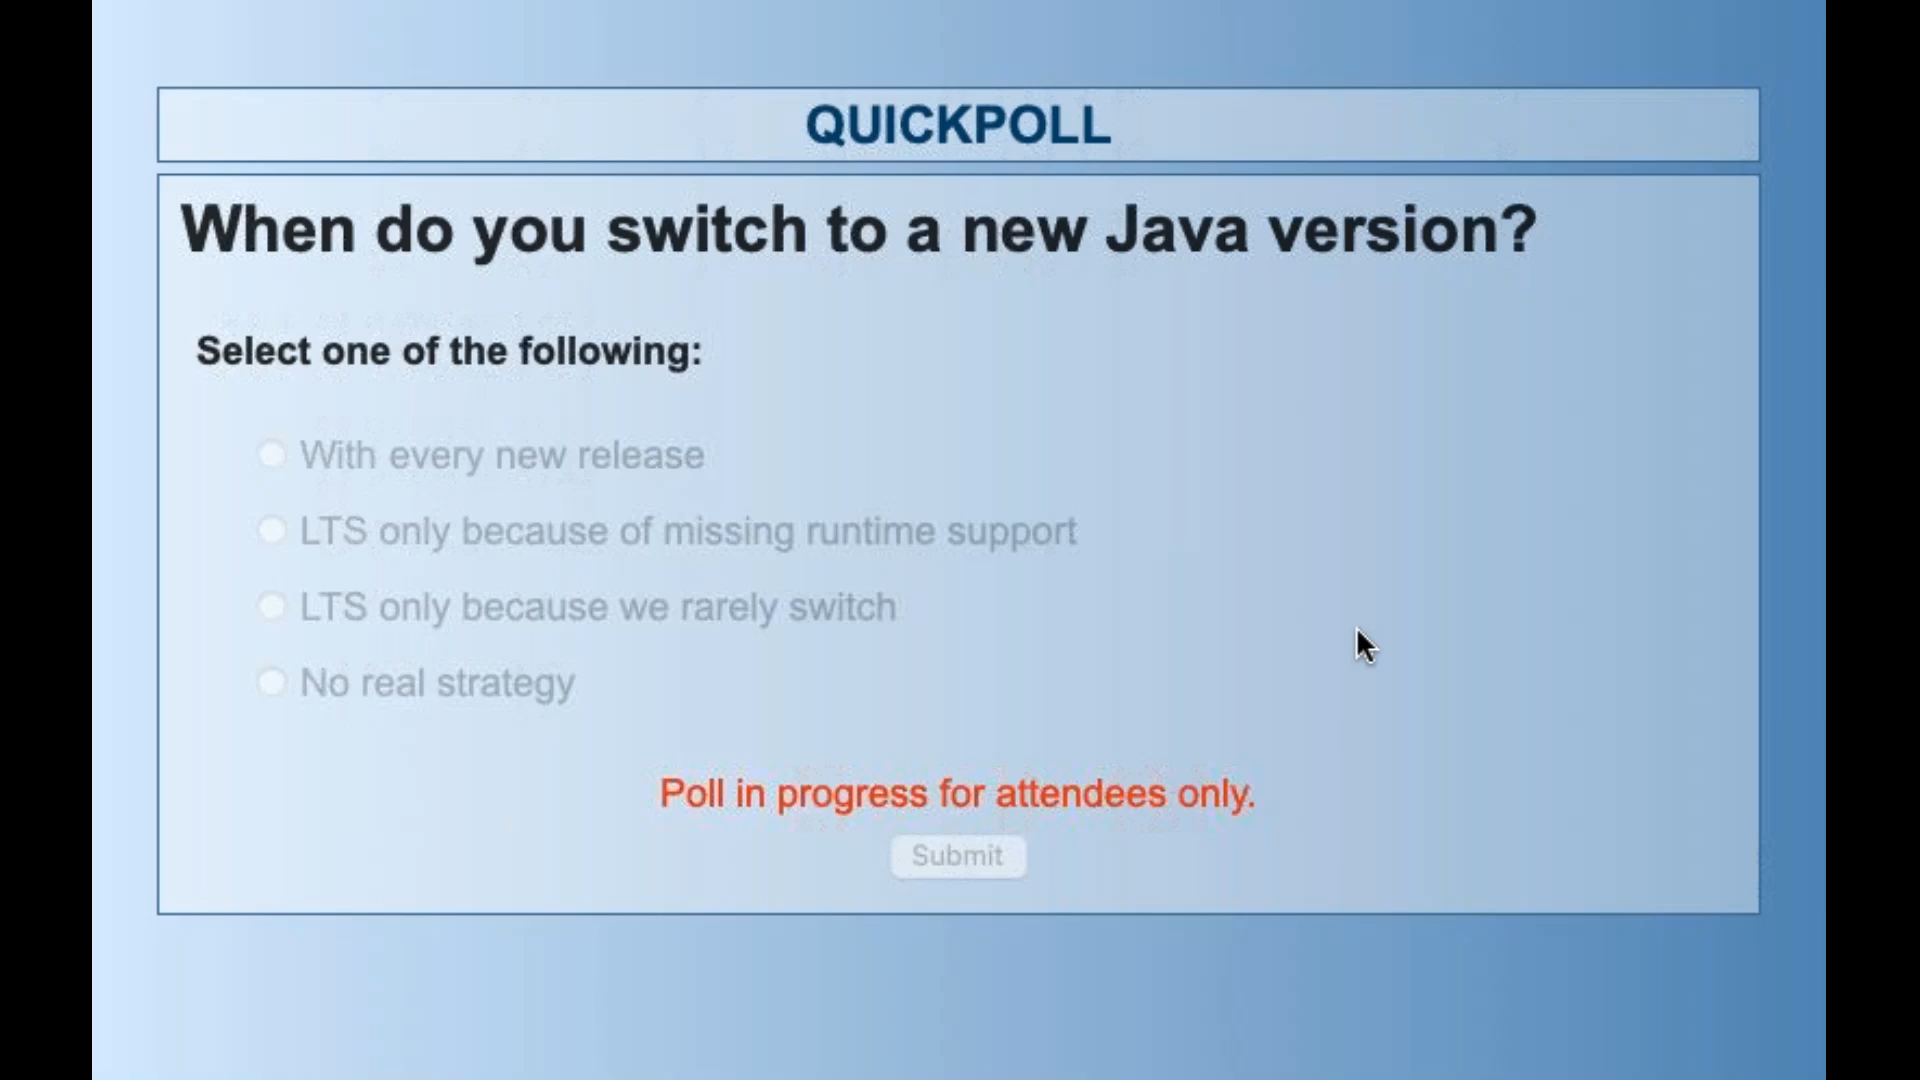 QUICKPOLL
When do you switch to a new Java version?
Select one of the following:
With every new release
LTS only because of missing runtime support
LTS only because we rarely switch
No real strategy
Poll in progress for attendees only.
Submit